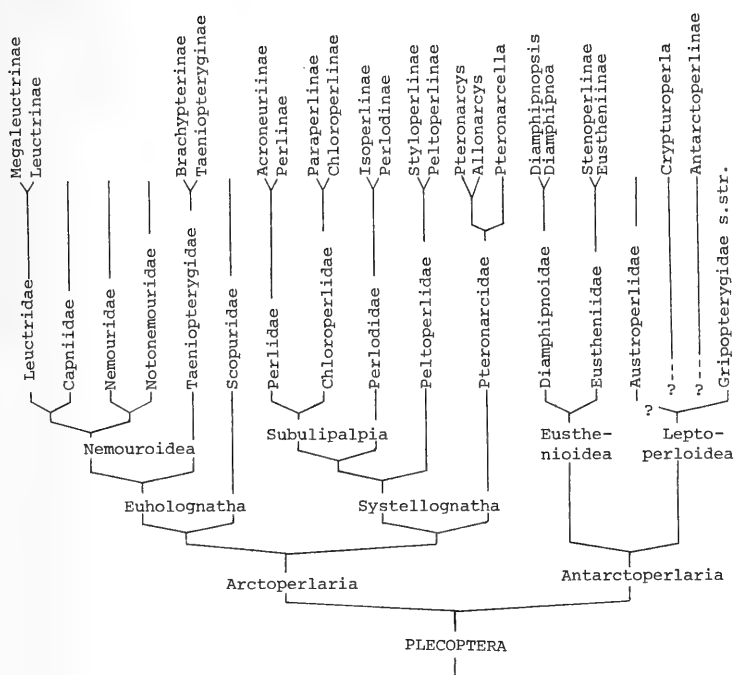 Megaleuctrinae
Leuctrinae
Brachypterinae
Taeniopteryginae
Acroneuriinae
Perlinae
Paraperlinae
Chloroperlinae
Isoperlinae
Perlodinae
Styloperlinae
Peltoperlinae
Pteronarcys
Allonarcys
Pteronarcella
Diamphipnopsis
Diamphipnoa
Stenoperlinae
Eustheniinae
Crypturoperla
Antarctoperlinae
Leuctridae
Capniidae
Nemouridae
Notonemouridae
Taeniopterygidae
Scopuridae
Perlidae
Chloroperlidae
Perlodidae
Peltoperlidae
Pteronarcidae
Diamphipnoidae
Eustheniidae
Austroperlidae
?--
?--
Gripopterygidae s.str.
?
Nemouroidea
Subulipalpia
Eusthe-
nioidea
Lepto-
perloidea
Euholognatha
Systellognatha
Arctoperlaria
Antarctoperlaria
PLECOPTERA